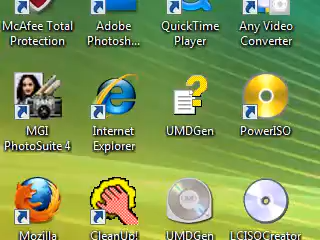 McAfee Total
Protection
Adobe
Photosh...
QuickTime
Player
Any Video
Converter
MGI
PhotoSuite 4
Internet
Explorer
UMDGen
PowerISO
Mozilla
CleanUp!
UMDGen
LCISOCreator